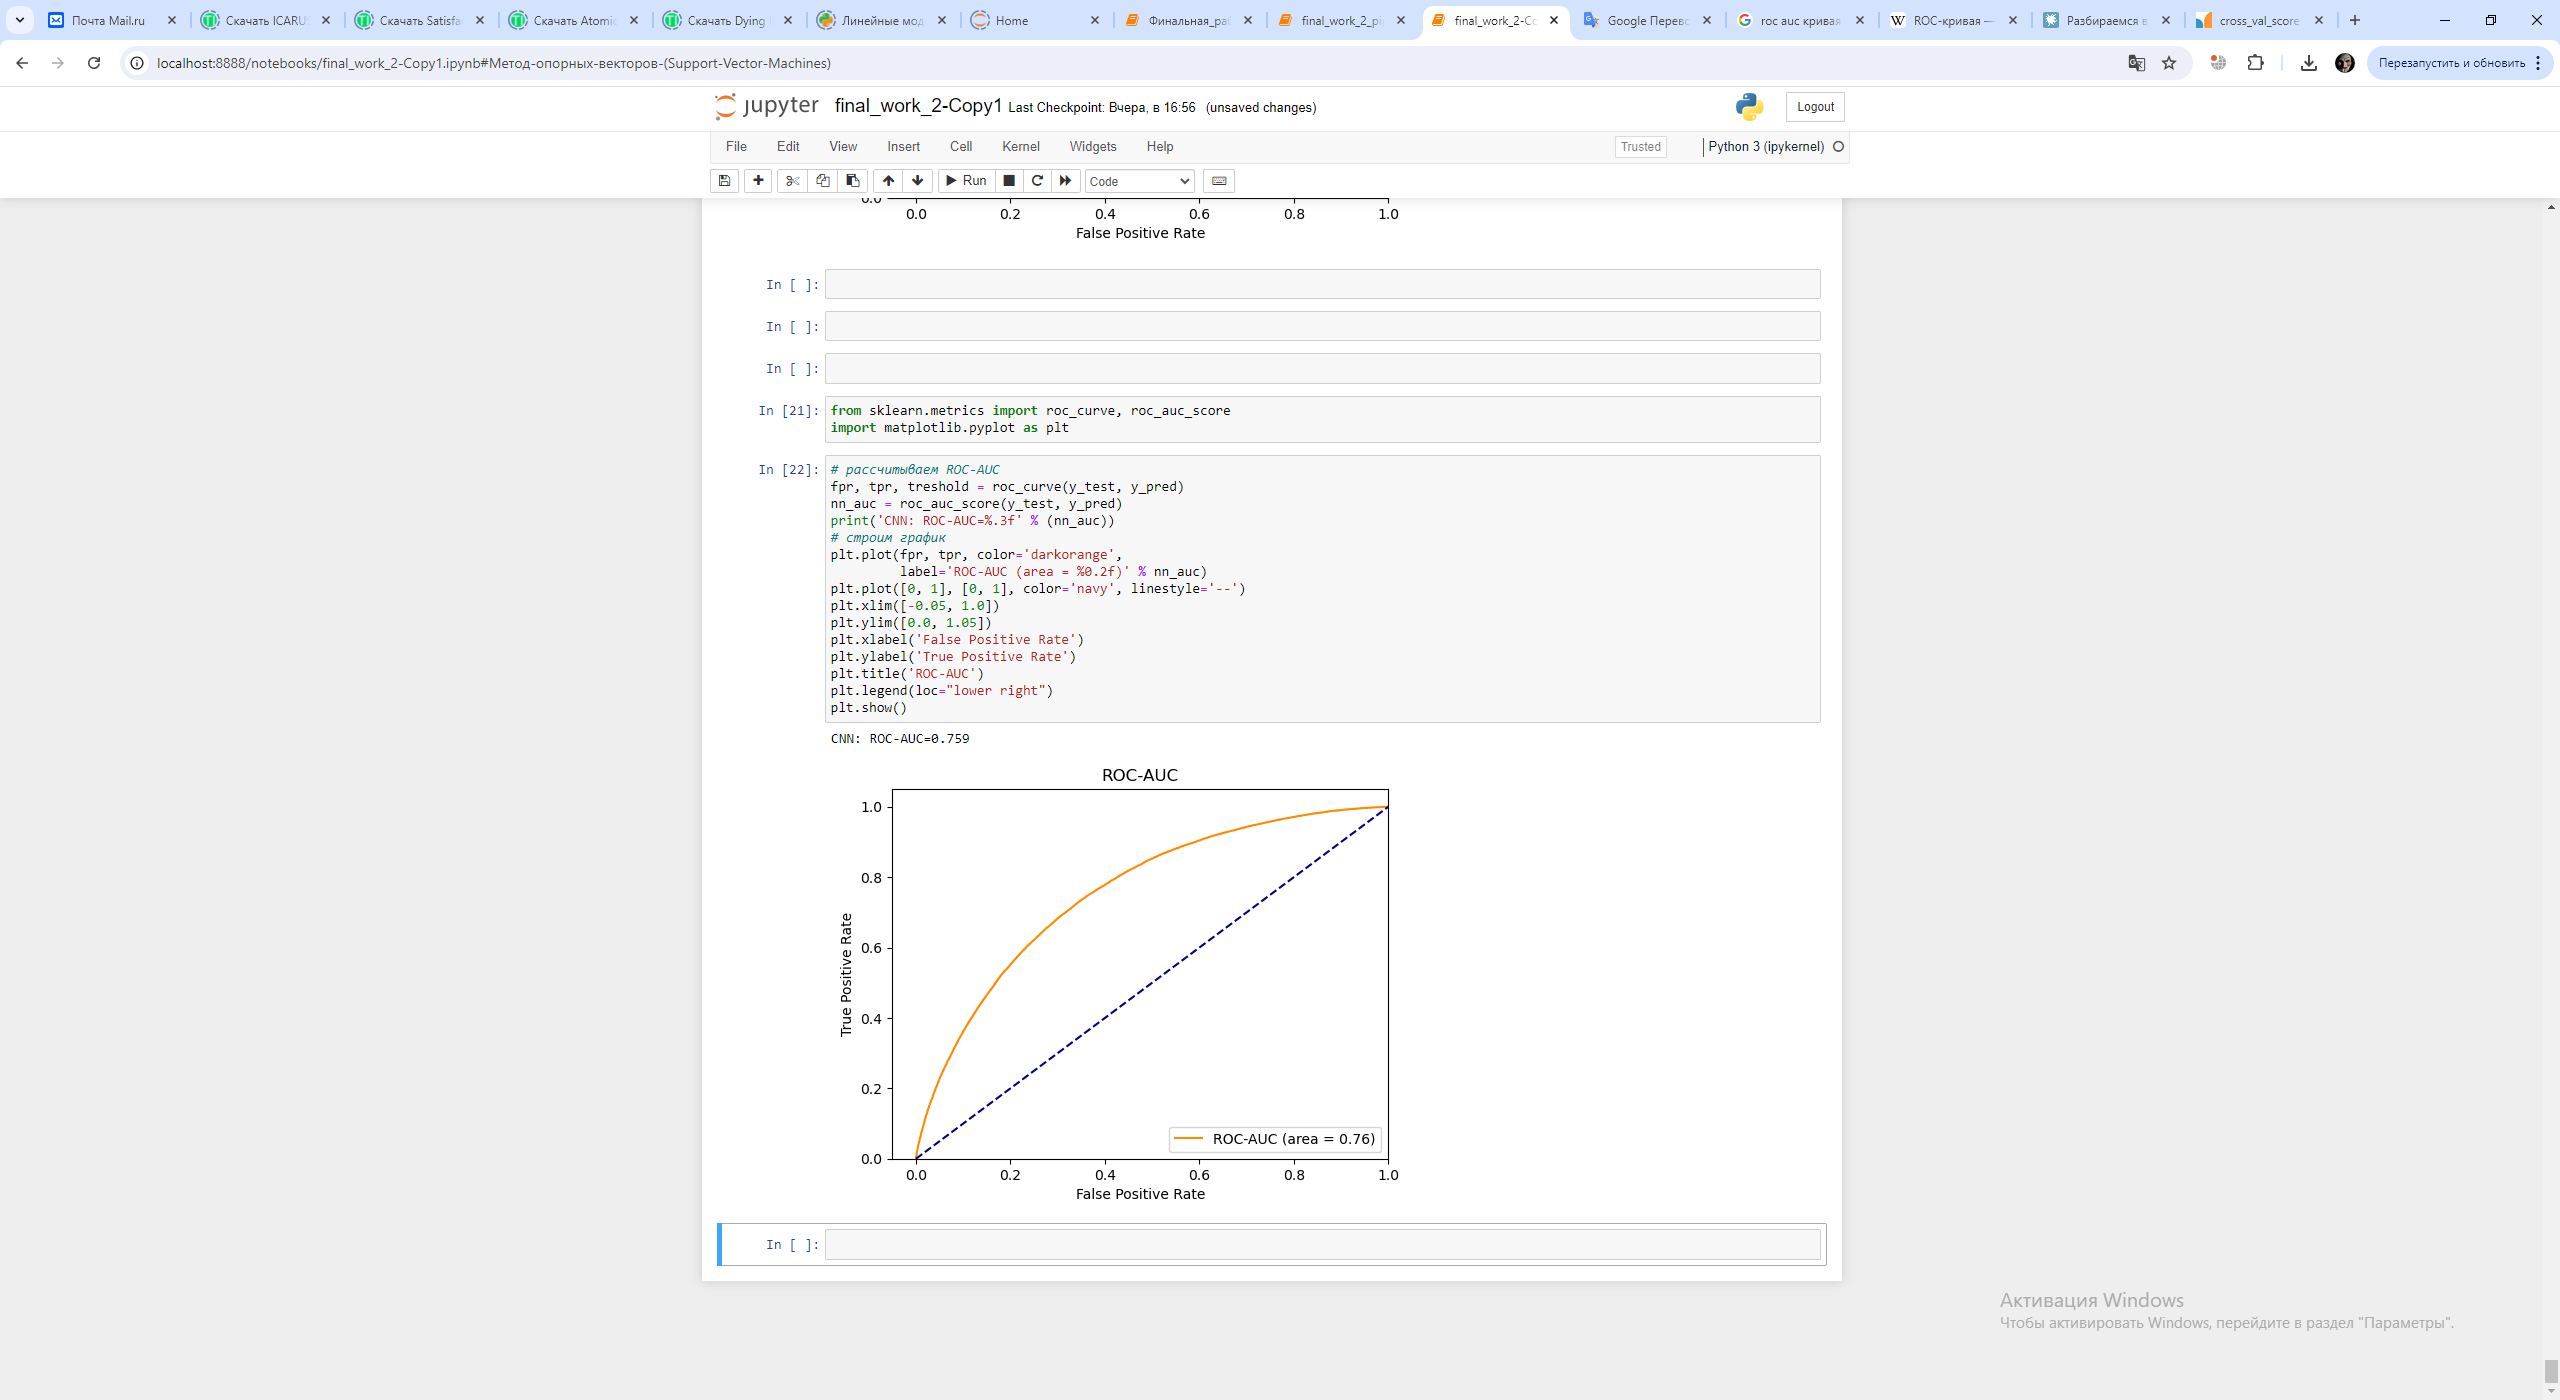 Почта Mail.ru
Скачать ICARUS
Скачать Satisfa
Скачать Atomic
Скачать Dying
Линейные мод
Home
Финальная_раб
final_work_2_pi
final_work_2-Co
Google Перево
roc auc кривая
ROC-кривая —
Разбираемся в
cross_val_score
localhost:8888/notebooks/final_work_2-Copy1.ipynb#Метод-опорных-векторов-(Support-Vector-Machines)
Перезапустить и обновить
jupyter final_work_2-Copy1 Last Checkpoint: Вчера, в 16:56 (unsaved changes)
Logout
File Edit View Insert Cell Kernel Widgets Help
Trusted
Python 3 (ipykernel)
Run
Code
0.0
0.0 0.2 0.4 0.6 0.8 1.0
False Positive Rate
In [ ]:
In [ ]:
In [ ]:
In [21]:
from sklearn.metrics import roc_curve, roc_auc_score
import matplotlib.pyplot as plt
In [22]:
# рассчитываем ROC-AUC
fpr, tpr, treshold = roc_curve(y_test, y_pred)
nn_auc = roc_auc_score(y_test, y_pred)
print('CNN: ROC-AUC=%.3f' % (nn_auc))
# строим график
plt.plot(fpr, tpr, color='darkorange',
label='ROC-AUC (area = %0.2f)' % nn_auc)
plt.plot([0, 1], [0, 1], color='navy', linestyle='--')
plt.xlim([-0.05, 1.0])
plt.ylim([0.0, 1.05])
plt.xlabel('False Positive Rate')
plt.ylabel('True Positive Rate')
plt.title('ROC-AUC')
plt.legend(loc="lower right")
plt.show()
CNN: ROC-AUC=0.759
ROC-AUC
1.0
0.8
0.6
0.4
0.2
0.0
True Positive Rate
ROC-AUC (area = 0.76)
0.0 0.2 0.4 0.6 0.8 1.0
False Positive Rate
In [ ]:
Активация Windows
Чтобы активировать Windows, перейдите в раздел "Параметры".